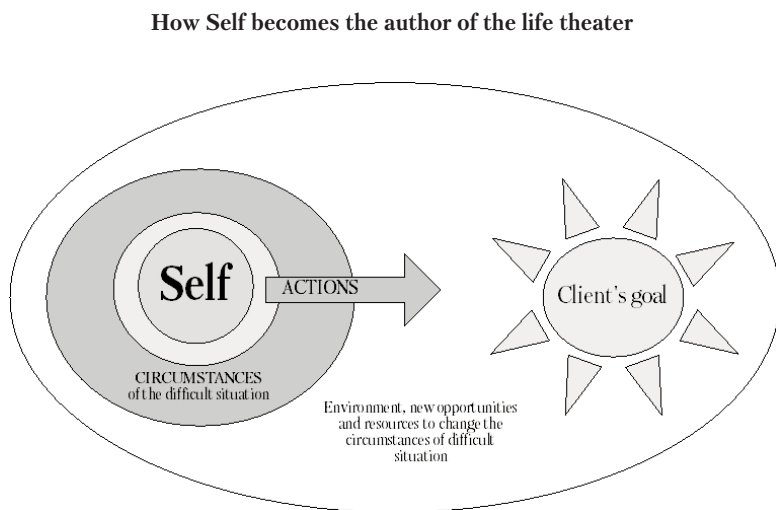 How Self becomes the author of the life theater
Self
ACTIONS
Client's goal
CIRCUMSTANCES
of the difficult situation
Environment, new opportunities
and resources to change the
circumstances of difficult
situation